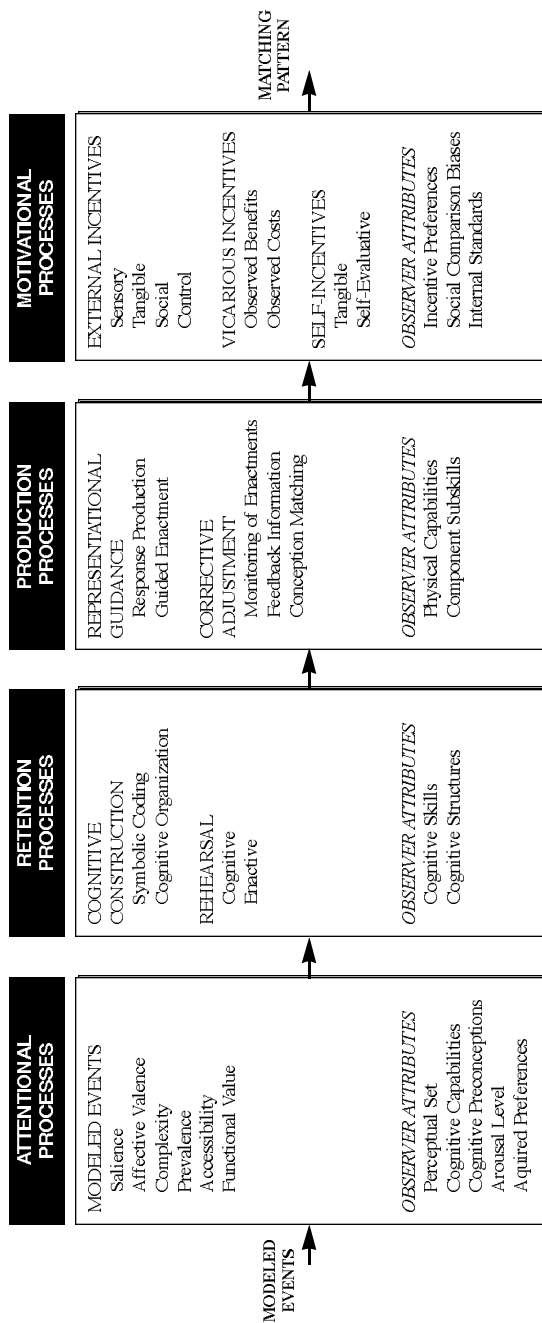 MODELED
EVENTS
ATTENTIONAL
PROCESSES
MODELED EVENTS
Salience
Affective Valence
Complexity
Prevalence
Accessibility
Functional Value
OBSERVER ATTRIBUTES
Perceptual Set
Cognitive Capabilities
Cognitive Preconceptions
Arousal Level
Aquired Preferences
RETENTION
PROCESSES
COGNITIVE
CONSTRUCTION
Symbolic Coding
Cognitive Organization
REHEARSAL
Cognitive
Enactive
OBSERVER ATTRIBUTES
Cognitive Skills
Cognitive Structures
PRODUCTION
PROCESSES
REPRESENTATIONAL
GUIDANCE
Response Production
Guided Enactment
CORRECTIVE
ADJUSTMENT
Monitoring of Enactments
Feedback Information
Conception Matching
OBSERVER ATTRIBUTES
Physical Capabilities
Component Subskills
MOTIVATIONAL
PROCESSES
EXTERNAL INCENTIVES
Sensory
Tangible
Social
Control
VICARIOUS INCENTIVES
Observed Benefits
Observed Costs
SELF-INCENTIVES
Tangible
Self-Evaluative
OBSERVER ATTRIBUTES
Incentive Preferences
Social Comparison Biases
Internal Standards
MATCHING
PATTERN